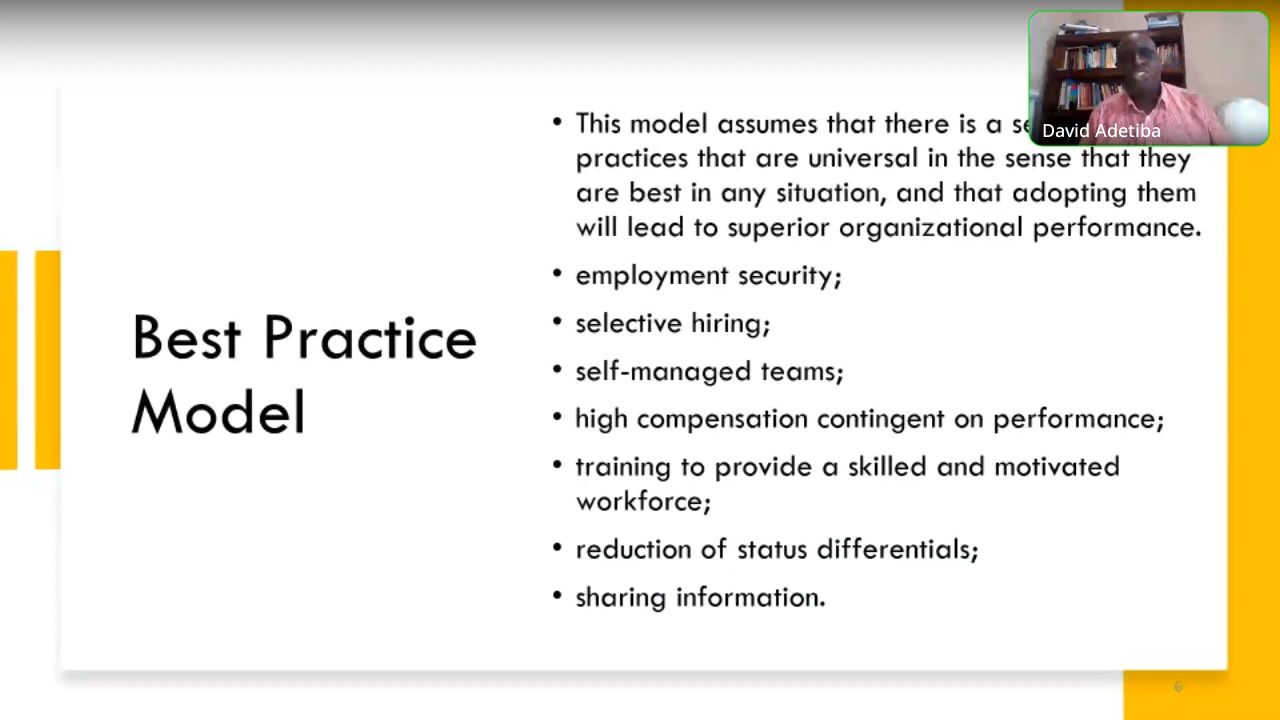 David Adetiba
Best Practice
Model
• This model assumes that there is a
practices that are universal in the sense that they
are best in any situation, and that adopting them
will lead to superior organizational performance.
• employment security;
• selective hiring;
• self-managed teams;
• high compensation contingent on performance;
• training to provide a skilled and motivated
workforce;
• reduction of status differentials;
• sharing information.
6